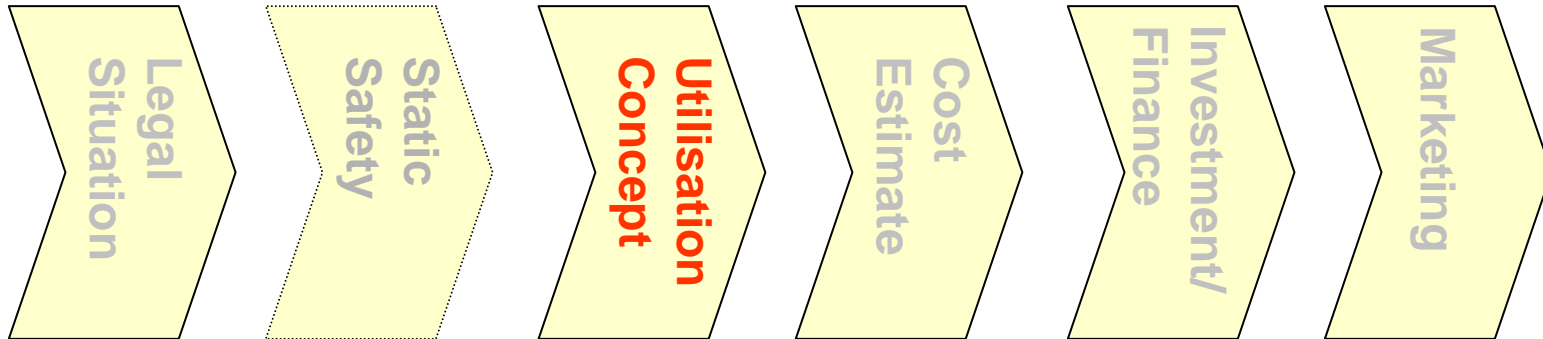 Legal
Situation
Static
Safety
Utilisation
Concept
Cost
Estimate
Investment/
Finance
Marketing